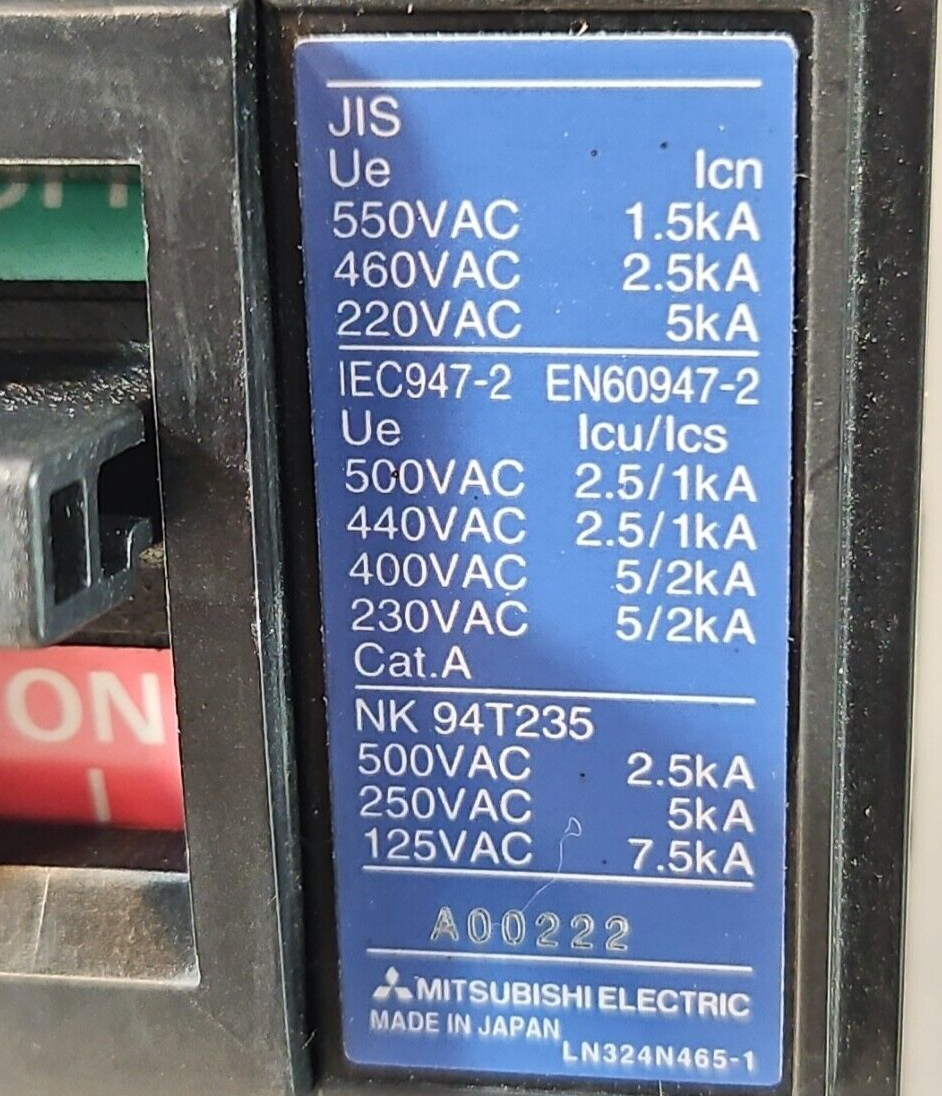 JIS
Ue Icn
550VAC 1.5kA
460VAC 2.5kA
220VAC 5kA
IEC947-2 EN60947-2
Ue Icu/Ics
500VAC 2.5/1kA
440VAC 2.5/1kA
400VAC 5/2kA
230VAC 5/2kA
Cat.A
NK 94T235
500VAC 2.5kA
250VAC 5kA
125VAC 7.5kA
A00222
MITSUBISHI ELECTRIC
MADE IN JAPAN
LN324N465-1
ON
I